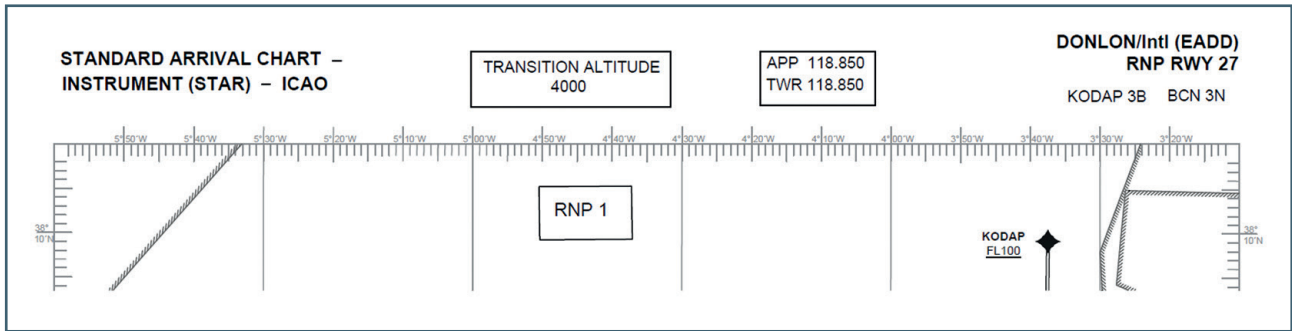 STANDARD ARRIVAL CHART –
INSTRUMENT (STAR) – ICAO
TRANSITION ALTITUDE
4000
APP 118.850
TWR 118.850
DONLON/Intl (EADD)
RNP RWY 27
KODAP 3B BCN 3N
5°50'W 5°40'W 5°30'W 5°20'W 5°10'W 5°00'W 4°50'W 4°40'W 4°30'W 4°20'W 4°10'W 4°00'W 3°50'W 3°40'W 3°30'W 3°20'W
RNP 1
38°
10'N
KODAP
FL100
38°
10'N